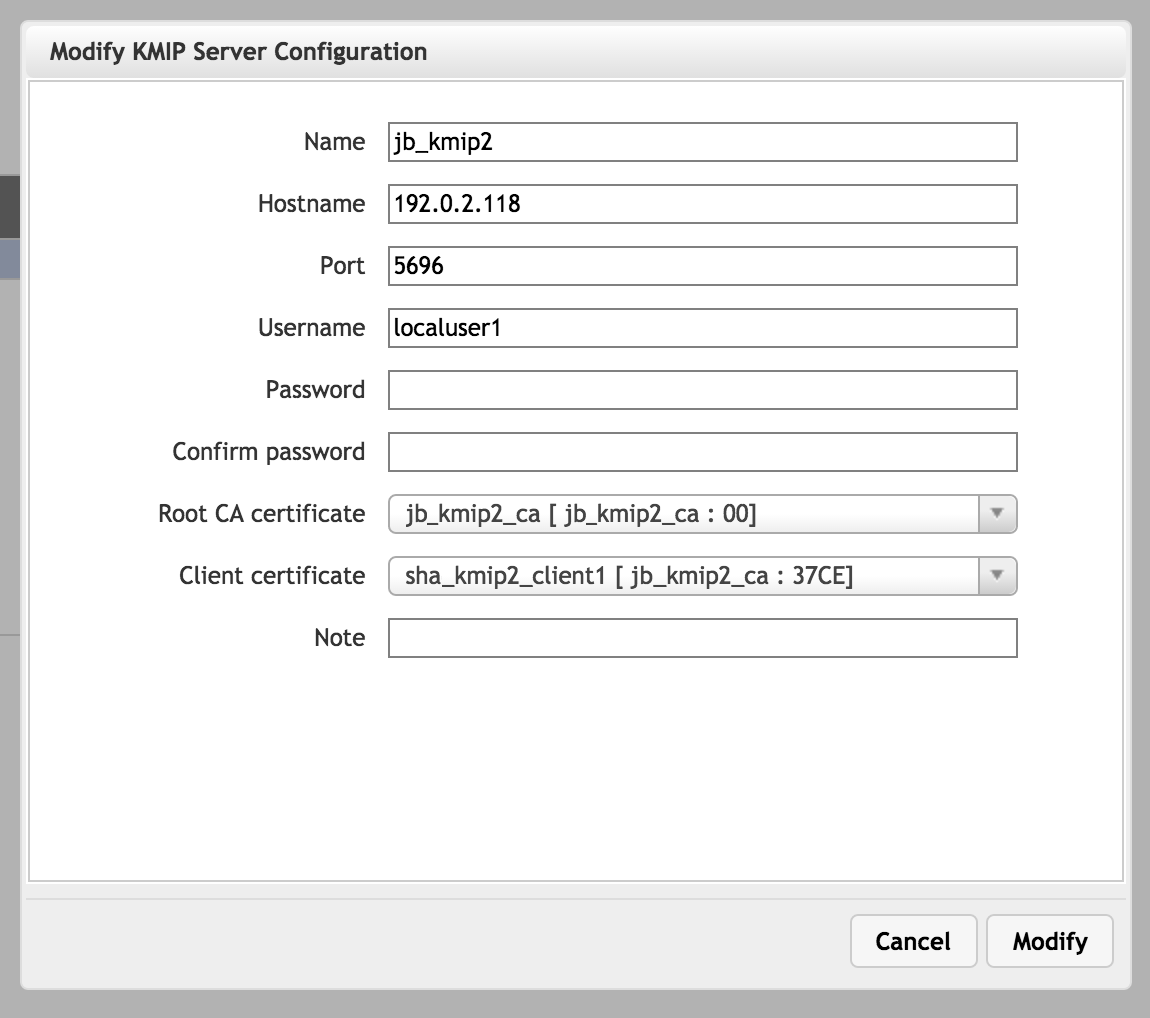 Modify KMIP Server Configuration
Name jb_kmip2
Hostname 192.0.2.118
Port 5696
Username localuser1
Password
Confirm password
Root CA certificate jb_kmip2_ca [ jb_kmip2_ca : 00]
Client certificate sha_kmip2_client1 [ jb_kmip2_ca : 37CE]
Note
Cancel Modify